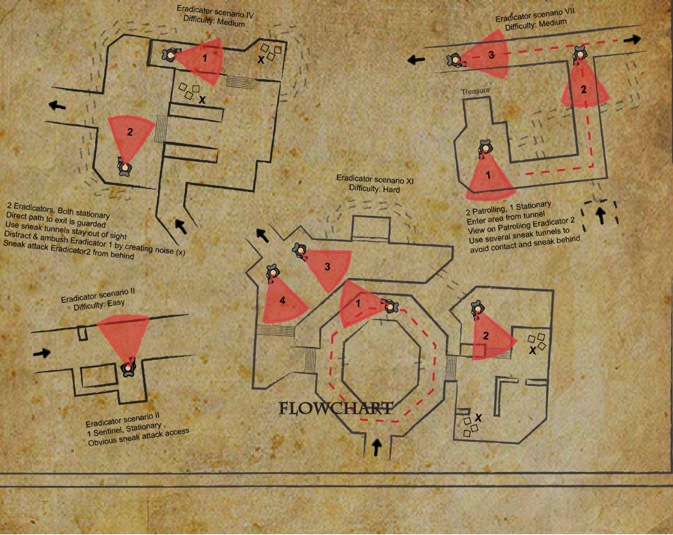 Eradicator scenario IV
Difficulty: Medium
1
X
X
2
2 Eradicators, Both stationary
Direct path to exit is guarded
Use sneak tunnels stay out of sight
Distract & ambush Eradicator 1 by creating noise (x)
Sneak attack Eradicator2 from behind
Eradicator scenario VII
Difficulty: Medium
3
2
Treasure
1
2 Patrolling, 1 Stationary
Enter area from tunnel
View on Patrolling Eradicator 2
Use several sneak tunnels to
avoid contact and sneak behind
Eradicator scenario XI
Difficulty: Hard
3
4
1
2
X
X
FLOWCHART
Eradicator scenario II
Difficulty: Easy
Eradicator scenario II
1 Sentinel, Stationary ,
Obvious sneak attack access